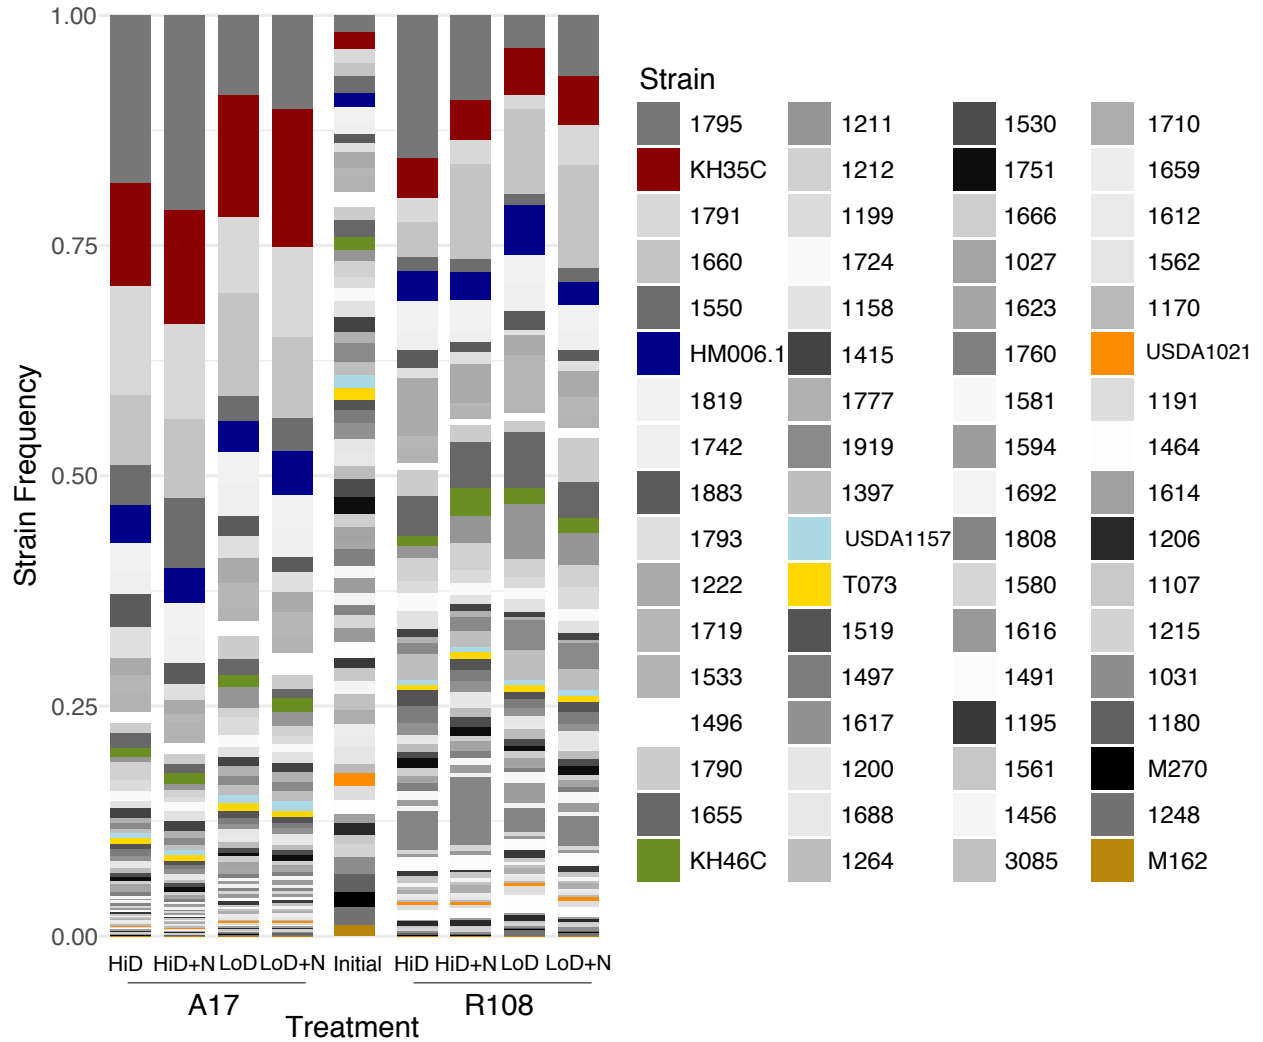 1.00
0.75
0.50
0.25
0.00
Strain Frequency
HiD HiD+N LoD LoD+N Initial HiD HiD+N LoD LoD+N
A17 R108
Treatment
Strain
1795 1211 1530 1710
KH35C 1212 1751 1659
1791 1199 1666 1612
1660 1724 1027 1562
1550 1158 1623 1170
HM006.1 1415 1760 USDA1021
1819 1777 1581 1191
1742 1919 1594 1464
1883 1397 1692 1614
1793 USDA1157 1808 1206
1222 T073 1580 1107
1719 1519 1616 1215
1533 1497 1491 1031
1496 1617 1195 1180
1790 1200 1561 M270
1655 1688 1456 1248
KH46C 1264 3085 M162